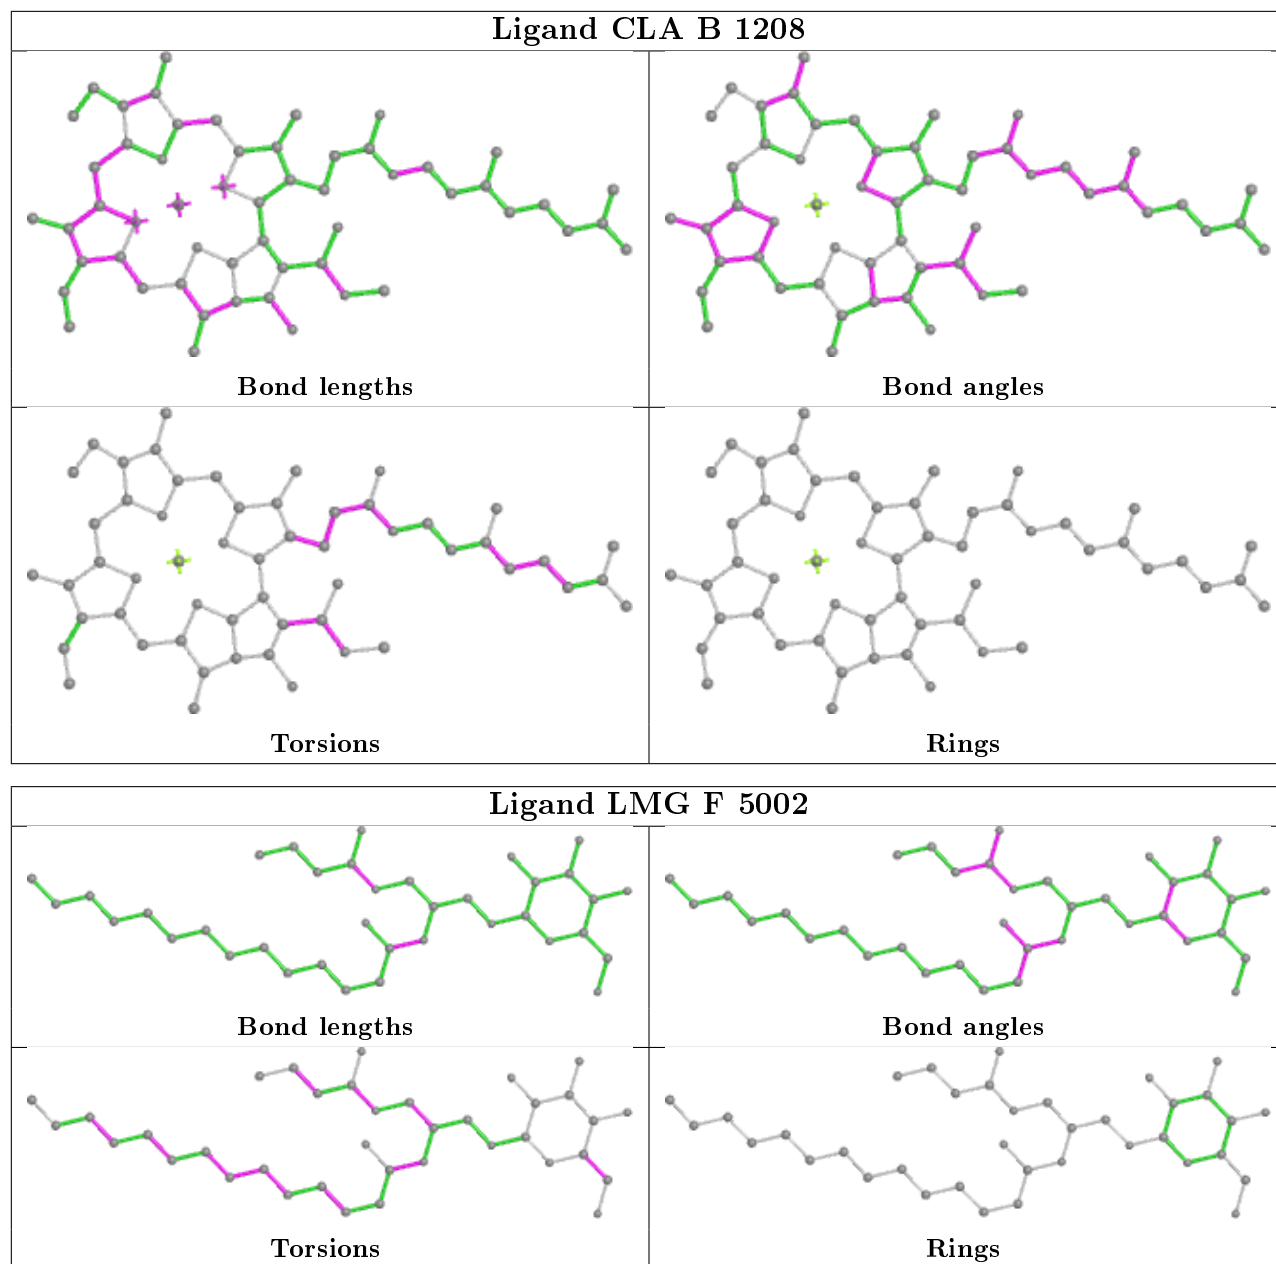 Ligand CLA B 1208
Bond lengths
Bond angles
Torsions
Rings
Ligand LMG F 5002
Bond lengths
Bond angles
Torsions
Rings